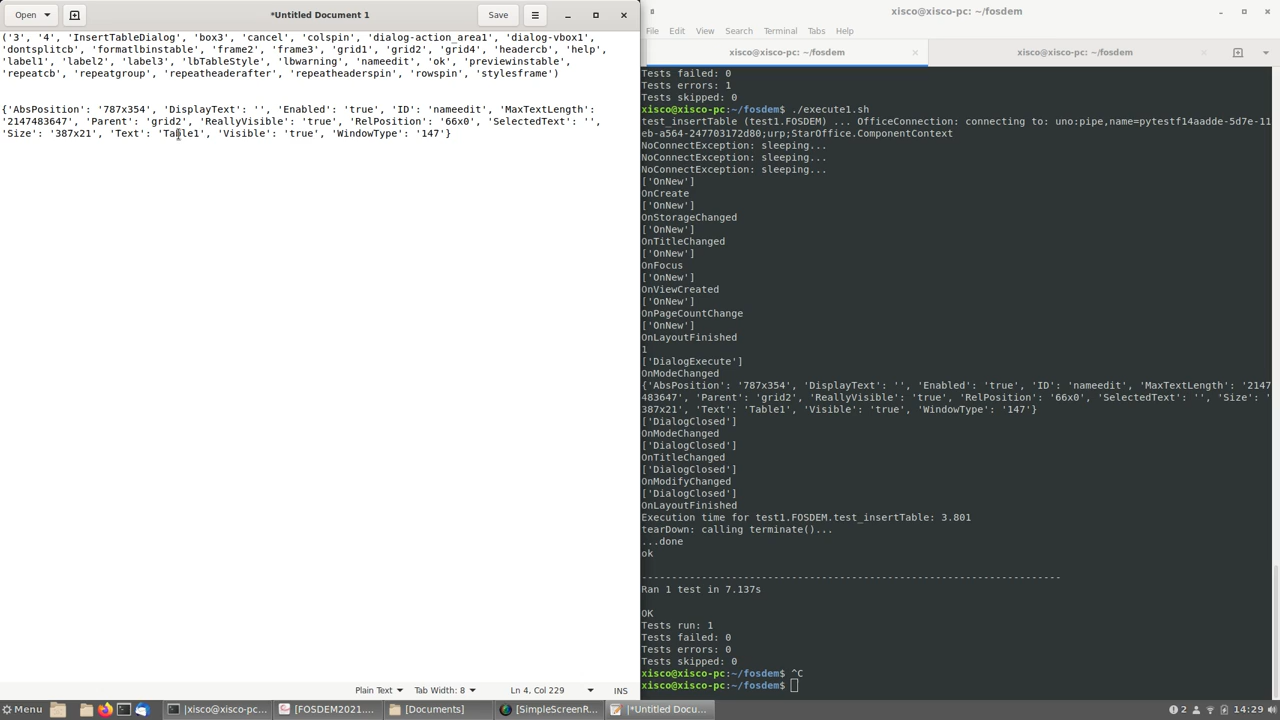 Open
*Untitled Document 1
Save
('3', '4', 'InsertTableDialog', 'box3', 'cancel', 'colspin', 'dialog-action_area1', 'dialog-vbox1',
'dontsplitcb', 'formatlbinstable', 'frame2', 'frame3', 'grid1', 'grid2', 'grid4', 'headercb', 'help',
'label1', 'label2', 'label3', 'lbTableStyle', 'lbwarning', 'nameedit', 'ok', 'previewinstable',
'repeatcb', 'repeatgroup', 'repeatheaderafter', 'repeatheaderspin', 'rowspin', 'stylesframe')
{'AbsPosition': '787x354', 'DisplayText': '', 'Enabled': 'true', 'ID': 'nameedit', 'MaxTextLength':
'2147483647', 'Parent': 'grid2', 'ReallyVisible': 'true', 'RelPosition': '66x0', 'SelectedText': '',
'Size': '387x21', 'Text': 'Table1', 'Visible': 'true', 'WindowType': '147'}
Plain Text
Tab Width: 8
Ln 4, Col 229
INS
xisco@xisco-pc: ~/fosdem
File Edit View Search Terminal Tabs Help
xisco@xisco-pc: ~/fosdem
xisco@xisco-pc: ~/fosdem
Tests failed: 0
Tests errors: 1
Tests skipped: 0
xisco@xisco-pc:~/fosdem$ ./execute1.sh
test_insertTable (test1.FOSDEM) ... OfficeConnection: connecting to: uno:pipe,name=pytestf14aadde-5d7e-11
eb-a564-247703172d80;urp;StarOffice.ComponentContext
NoConnectException: sleeping...
NoConnectException: sleeping...
NoConnectException: sleeping...
['OnNew']
OnCreate
['OnNew']
OnStorageChanged
['OnNew']
OnTitleChanged
['OnNew']
OnFocus
['OnNew']
OnViewCreated
['OnNew']
OnPageCountChange
['OnNew']
OnLayoutFinished
1
['DialogExecute']
OnModeChanged
{'AbsPosition': '787x354', 'DisplayText': '', 'Enabled': 'true', 'ID': 'nameedit', 'MaxTextLength': '2147
483647', 'Parent': 'grid2', 'ReallyVisible': 'true', 'RelPosition': '66x0', 'SelectedText': '', 'Size': '
387x21', 'Text': 'Table1', 'Visible': 'true', 'WindowType': '147'}
['DialogClosed']
OnModeChanged
['DialogClosed']
OnTitleChanged
['DialogClosed']
OnModifyChanged
['DialogClosed']
OnLayoutFinished
Execution time for test1.FOSDEM.test_insertTable: 3.801
tearDown: calling terminate()...
...done
ok
----------------------------------------------------------------------
Ran 1 test in 7.137s
OK
Tests run: 1
Tests failed: 0
Tests errors: 0
Tests skipped: 0
xisco@xisco-pc:~/fosdem$ ^C
xisco@xisco-pc:~/fosdem$
Menu
|xisco@xisco-pc: ~/...
[FOSDEM2021....
[Documents]
[SimpleScreenR...
|*Untitled Docu...
2
14:29